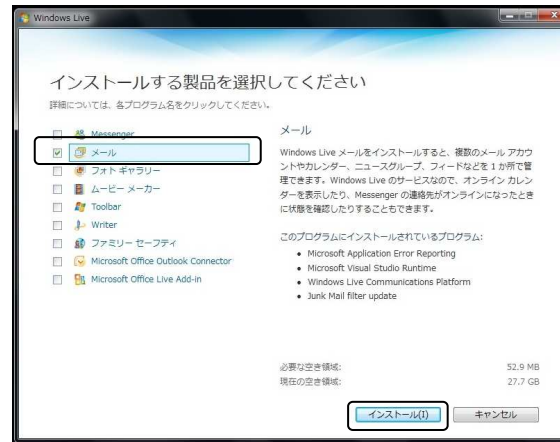 Windows Live
インストールする製品を選択してください
詳細については、各プログラム名をクリックしてください。
Messenger
メール
フォト ギャラリー
ムービー メーカー
Toolbar
Writer
ファミリー セーフティ
Microsoft Office Outlook Connector
Microsoft Office Live Add-in
メール
Windows Live メールをインストールすると、複数のメール アカウ
ントやカレンダー、ニュースグループ、フィードなどを 1 か所で管
理できます。Windows Live のサービスなので、オンライン カレン
ダーを表示したり、Messenger の連絡先がオンラインになったとき
に状態を確認したりすることもできます。
このプログラムにインストールされているプログラム:
• Microsoft Application Error Reporting
• Microsoft Visual Studio Runtime
• Windows Live Communications Platform
• Junk Mail filter update
必要な空き領域: 52.9 MB
現在の空き領域: 27.7 GB
インストール(I) キャンセル